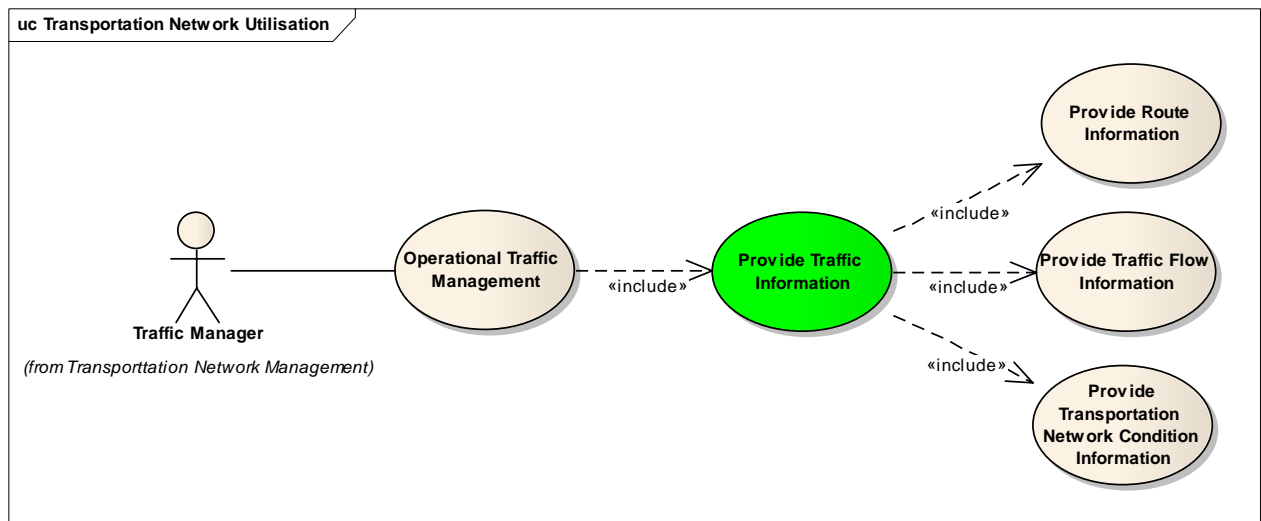 uc Transportation Network Utilisation
Provide Route
Information
«include»
Operational Traffic
Management
«include»
Provide Traffic
Information
Provide Traffic Flow
Information
«include»
Traffic Manager
(from Transporttation Network Management)
«include»
Provide
Transportation
Network Condition
Information